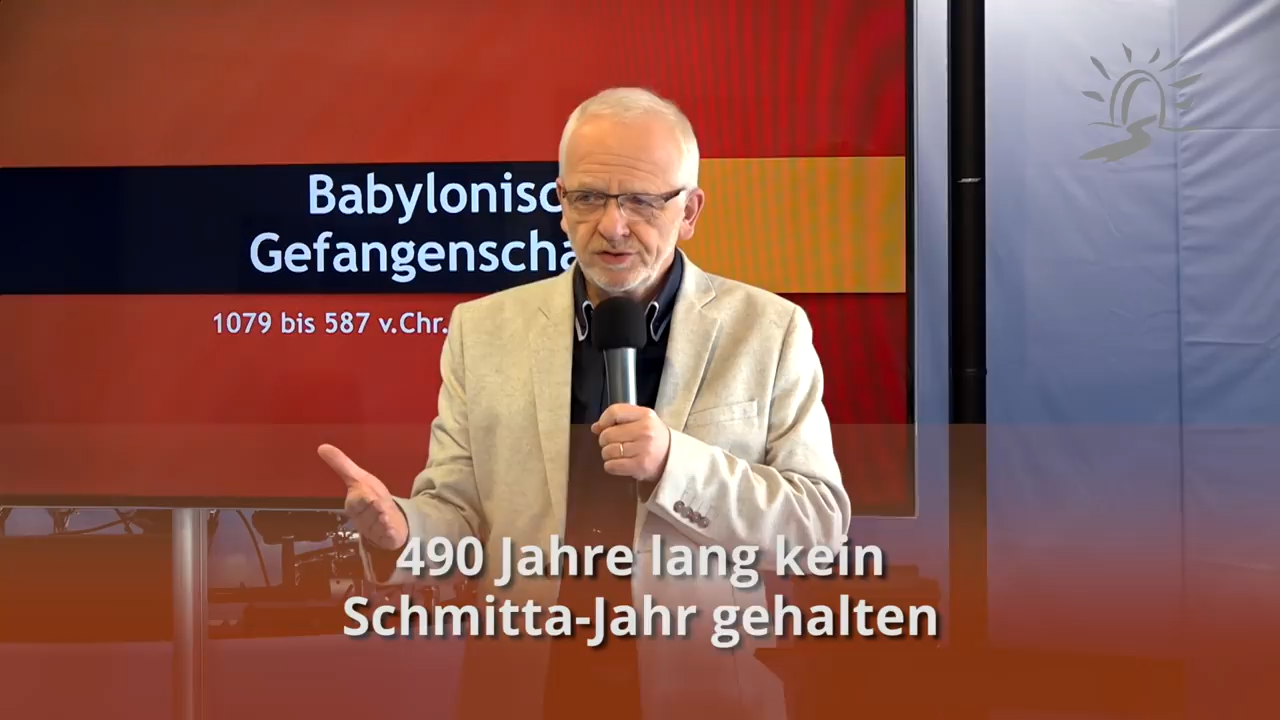 Babylonisc
Gefangenscha
1079 bis 587 v.Chr.
490 Jahre lang kein
Schmitta-Jahr gehalten